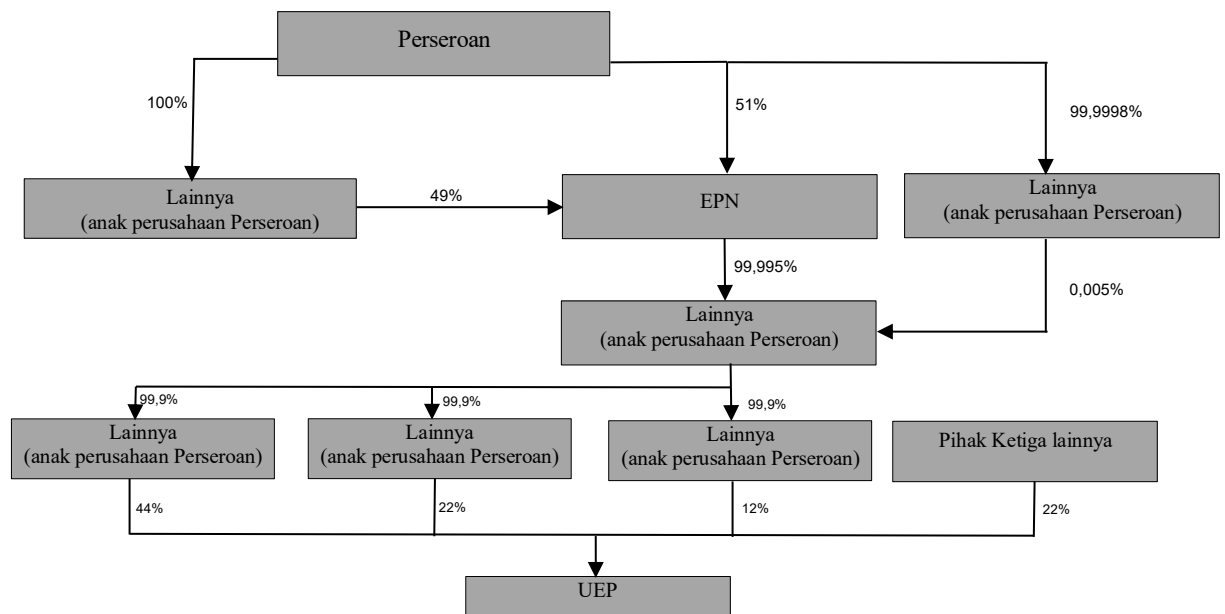 Perseroan
100%
51%
99,9998%
Lainnya
(anak perusahaan Perseroan)
49%
EPN
Lainnya
(anak perusahaan Perseroan)
99,995%
0,005%
Lainnya
(anak perusahaan Perseroan)
99,9%
99,9%
99,9%
Lainnya
(anak perusahaan Perseroan)
Lainnya
(anak perusahaan Perseroan)
Lainnya
(anak perusahaan Perseroan)
Pihak Ketiga lainnya
44%
22%
12%
22%
UEP